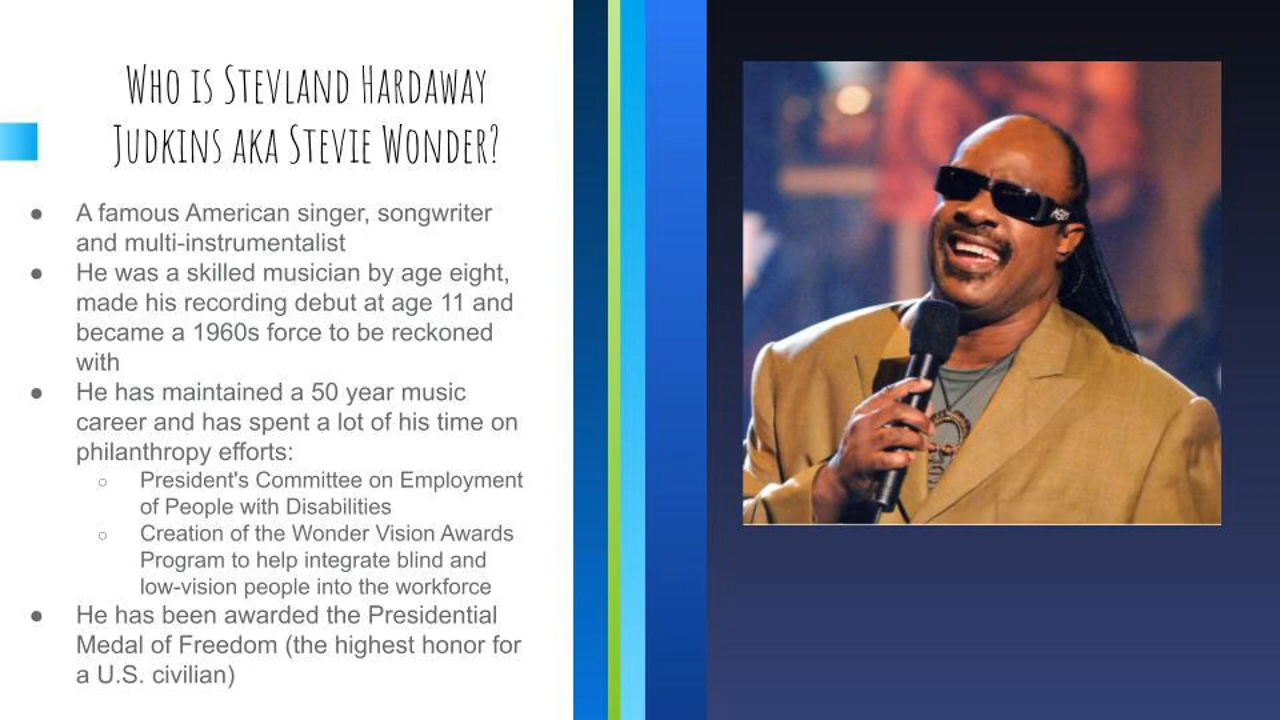 Who is Stevland Hardaway
Judkins aka Stevie Wonder?
● A famous American singer, songwriter
and multi-instrumentalist
● He was a skilled musician by age eight,
made his recording debut at age 11 and
became a 1960s force to be reckoned
with
● He has maintained a 50 year music
career and has spent a lot of his time on
philanthropy efforts:
○ President's Committee on Employment
of People with Disabilities
○ Creation of the Wonder Vision Awards
Program to help integrate blind and
low-vision people into the workforce
● He has been awarded the Presidential
Medal of Freedom (the highest honor for
a U.S. civilian)